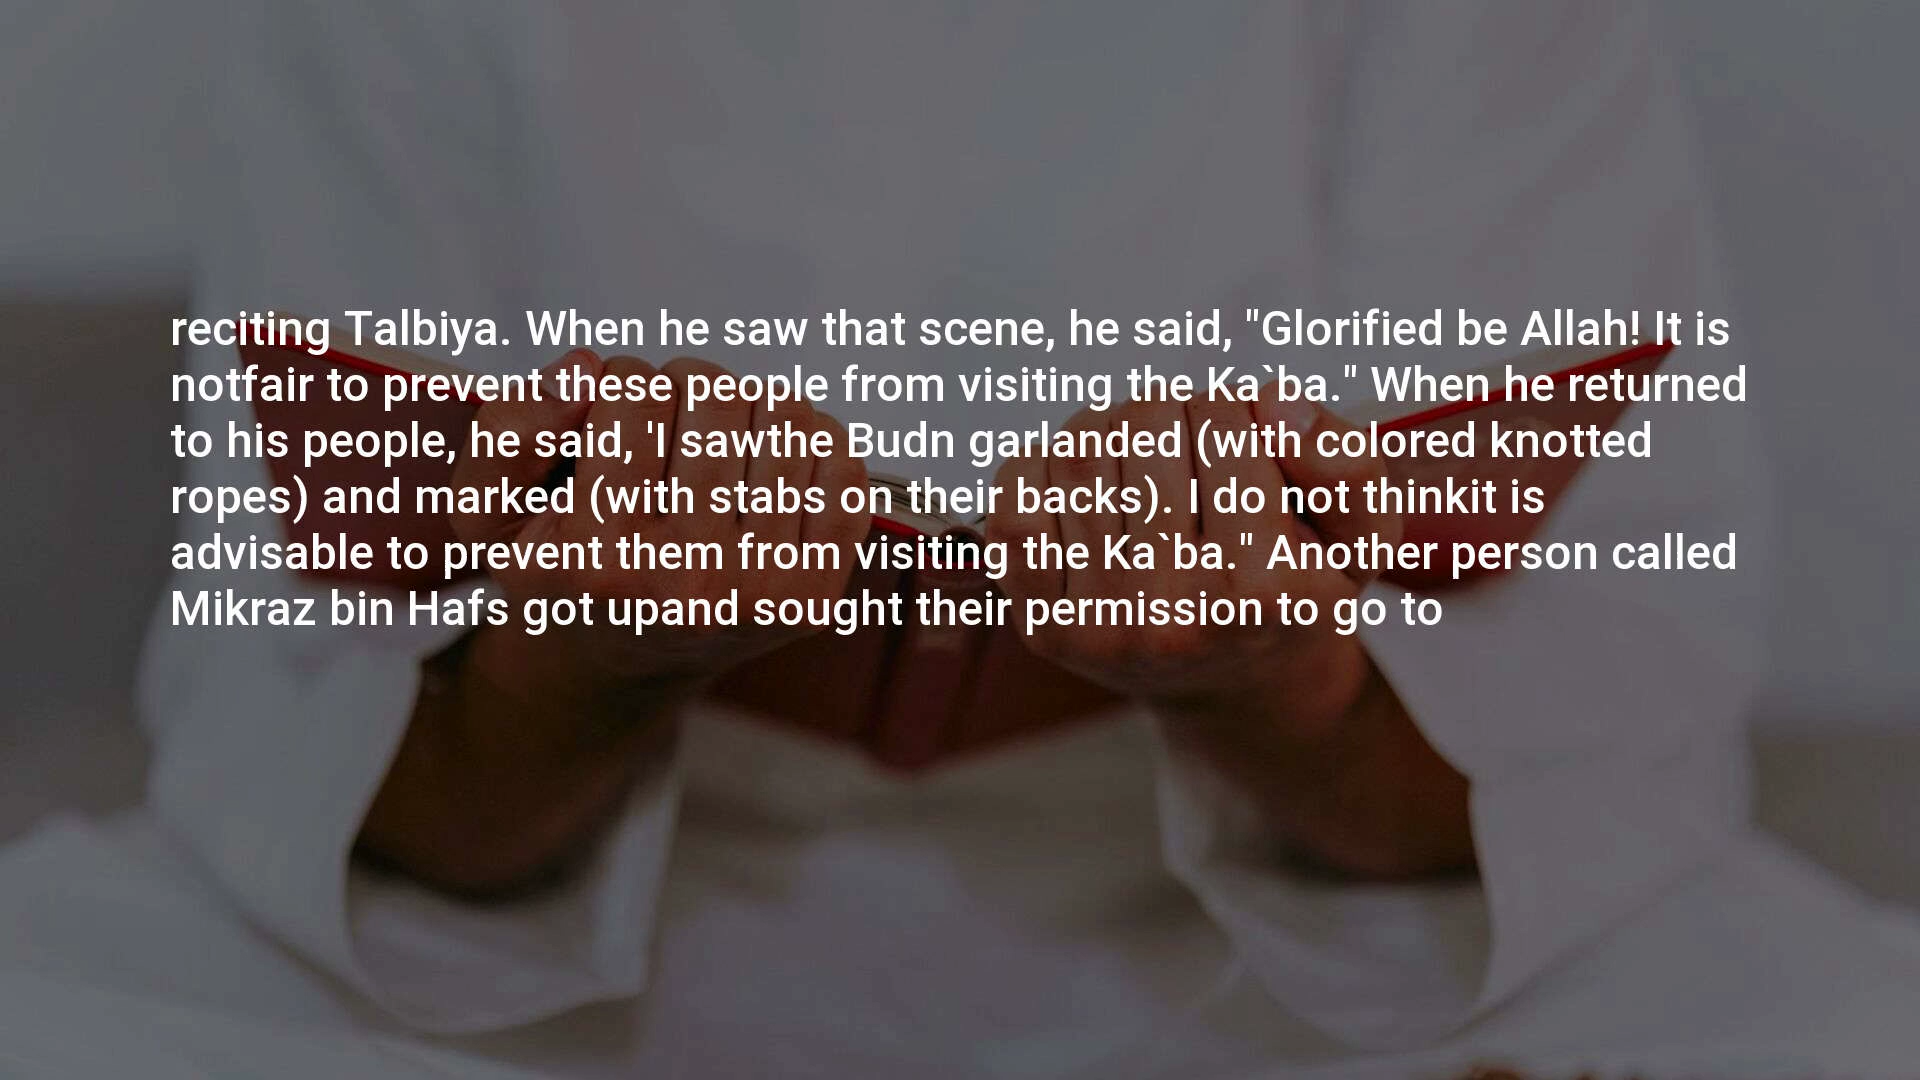 reciting Talbiya. When he saw that scene, he said, "Glorified be Allah! It is
notfair to prevent these people from visiting the Ka`ba." When he returned
to his people, he said, 'I sawthe Budn garlanded (with colored knotted
ropes) and marked (with stabs on their backs). I do not thinkit is
advisable to prevent them from visiting the Ka`ba." Another person called
Mikraz bin Hafs got upand sought their permission to go to